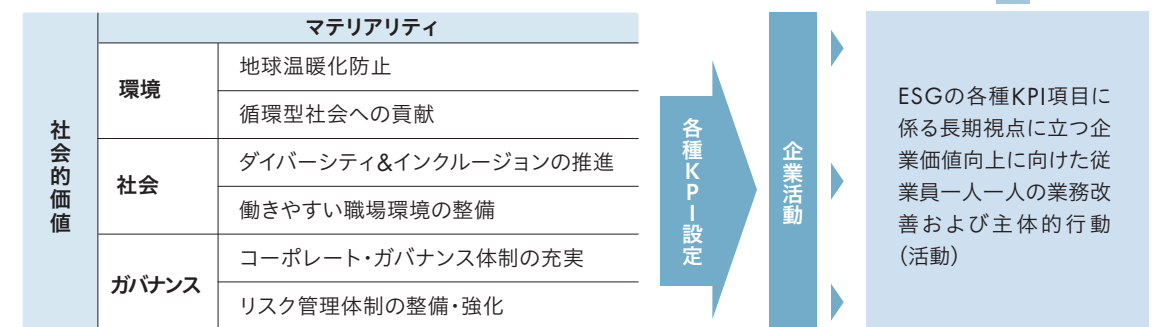 社会的価値
マテリアリティ
環境
地球温暖化防止
循環型社会への貢献
社会
ダイバーシティ&インクルージョンの推進
働きやすい職場環境の整備
ガバナンス
コーポレート・ガバナンス体制の充実
リスク管理体制の整備・強化
各種KPI設定
企業活動
ESGの各種KPI項目に
係る長期視点に立つ企
業価値向上に向けた従
業員一人一人の業務改
善および主体的行動
(活動)